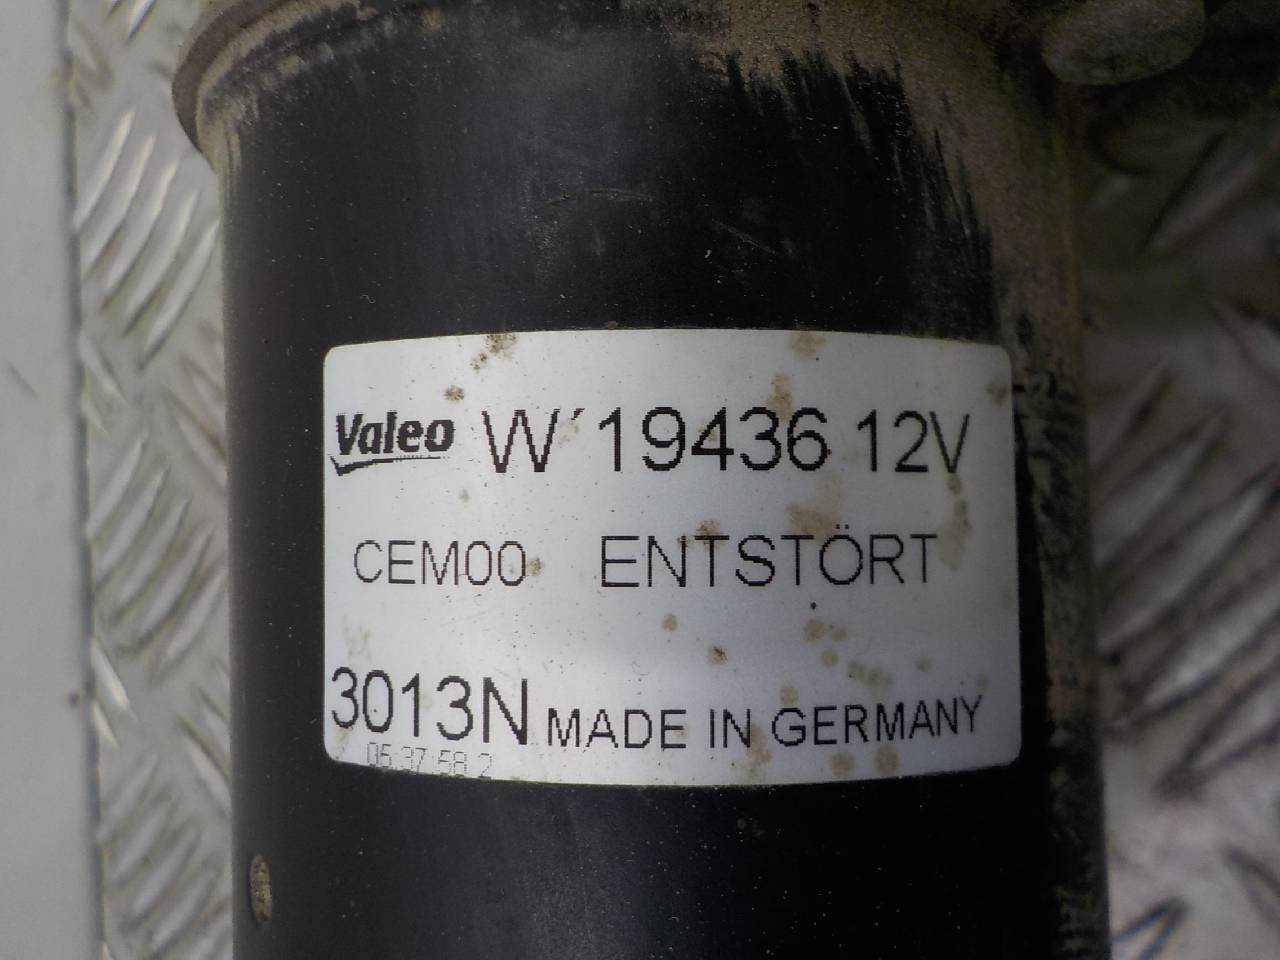 Valeo W´19436 12V
CEM00 ENTSTÖRT
3013N MADE IN GERMANY
05 37 58 2